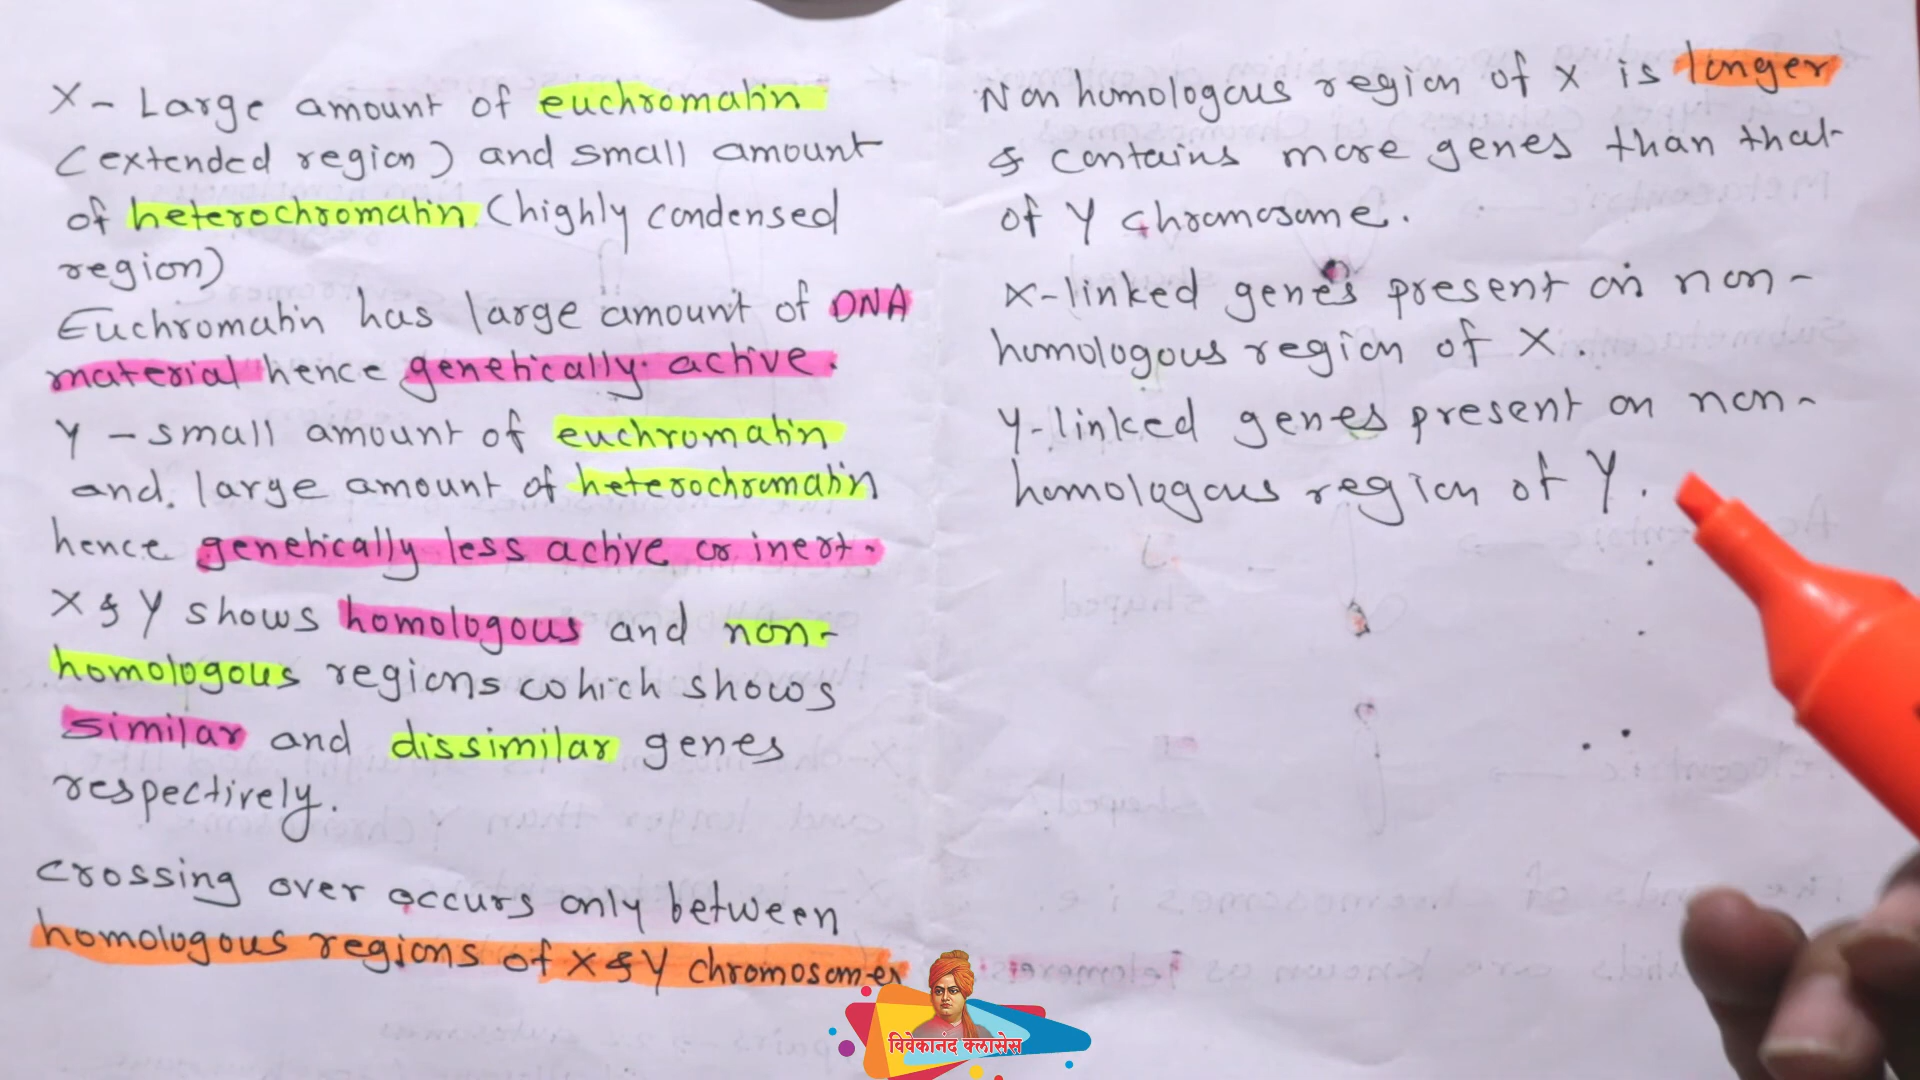 X - Large amount of euchromatin
(extended region) and small amount
of heterochromatin (highly condensed
region)
Euchromatin has large amount of DNA
material hence genetically active.
Y - small amount of euchromatin
and large amount of heterochromatin
hence genetically less active or inert.
X & Y shows homologous and non-
homologous regions which shows
similar and dissimilar genes
respectively.
crossing over occurs only between
homologous regions of X & Y chromosomes
Non homologous region of X is longer
& contains more genes than that
of Y chromosome.
X-linked genes present on non-
homologous region of X.
Y-linked genes present on non-
homologous region of Y.
विवेकानंद क्लासेस